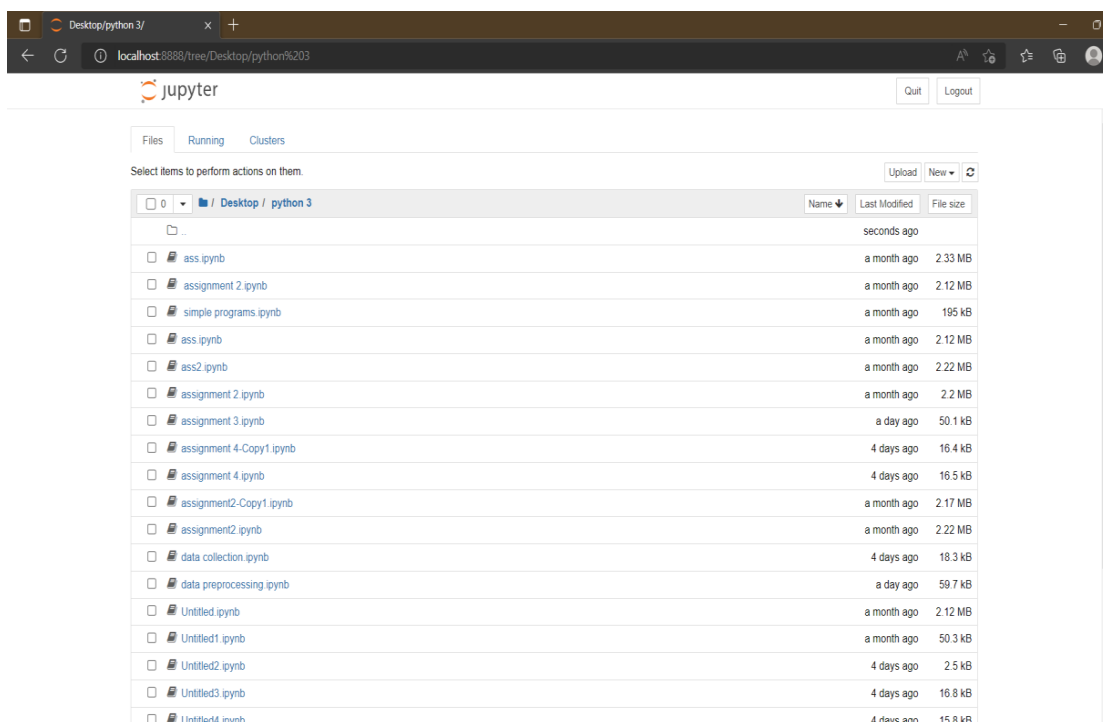 Desktop/python 3/
localhost:8888/tree/Desktop/python%203
jupyter
Quit Logout
Files Running Clusters
Select items to perform actions on them.
Upload New
0 / Desktop / python 3 Name Last Modified File size
.. seconds ago
ass.ipynb a month ago 2.33 MB
assignment 2.ipynb a month ago 2.12 MB
simple programs.ipynb a month ago 195 kB
ass.ipynb a month ago 2.12 MB
ass2.ipynb a month ago 2.22 MB
assignment 2.ipynb a month ago 2.2 MB
assignment 3.ipynb a day ago 50.1 kB
assignment 4-Copy1.ipynb 4 days ago 16.4 kB
assignment 4.ipynb 4 days ago 16.5 kB
assignment2-Copy1.ipynb a month ago 2.17 MB
assignment2.ipynb a month ago 2.22 MB
data collection.ipynb 4 days ago 18.3 kB
data preprocessing.ipynb a day ago 59.7 kB
Untitled.ipynb a month ago 2.12 MB
Untitled1.ipynb a month ago 50.3 kB
Untitled2.ipynb 4 days ago 2.5 kB
Untitled3.ipynb 4 days ago 16.8 kB
Untitled4.ipynb 4 days ago 15.8 kB